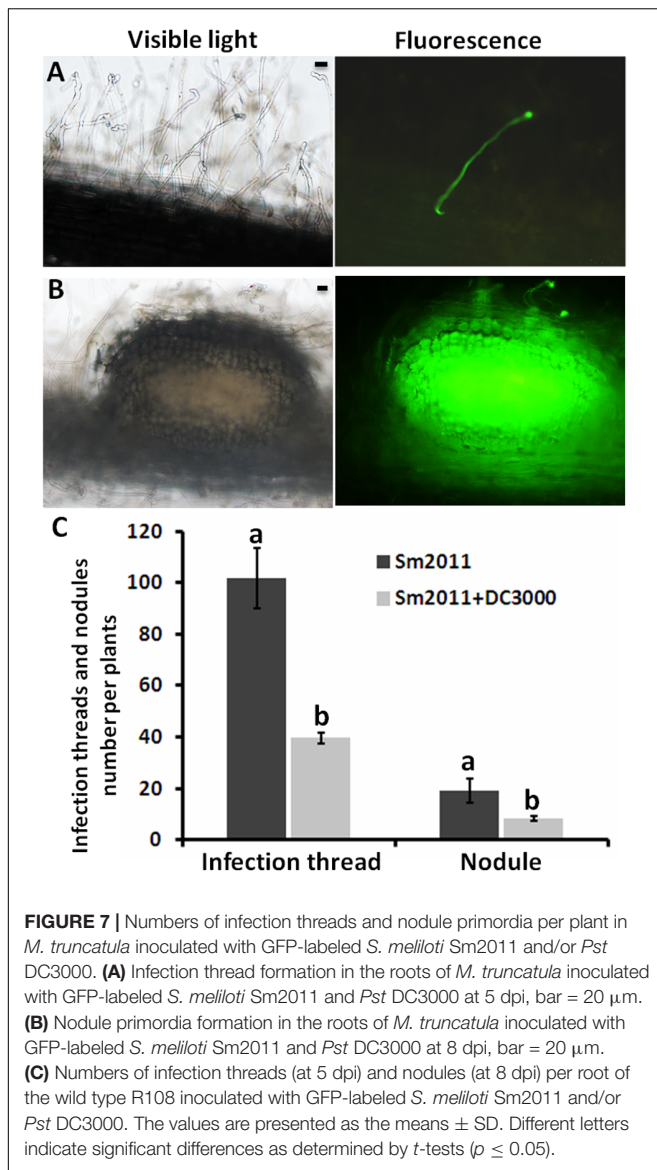 Visible light Fluorescence
A
B
C
120
100
80
60
40
20
0
Infection threads and nodules
number per plants
a
b
a
b
Sm2011
Sm2011+DC3000
Infection thread Nodule
FIGURE 7 | Numbers of infection threads and nodule primordia per plant in
M. truncatula inoculated with GFP-labeled S. meliloti Sm2011 and/or Pst
DC3000. (A) Infection thread formation in the roots of M. truncatula inoculated
with GFP-labeled S. meliloti Sm2011 and Pst DC3000 at 5 dpi, bar = 20 μm.
(B) Nodule primordia formation in the roots of M. truncatula inoculated with
GFP-labeled S. meliloti Sm2011 and Pst DC3000 at 8 dpi, bar = 20 μm.
(C) Numbers of infection threads (at 5 dpi) and nodules (at 8 dpi) per root of
the wild type R108 inoculated with GFP-labeled S. meliloti Sm2011 and/or
Pst DC3000. The values are presented as the means ± SD. Different letters
indicate significant differences as determined by t-tests (p ≤ 0.05).